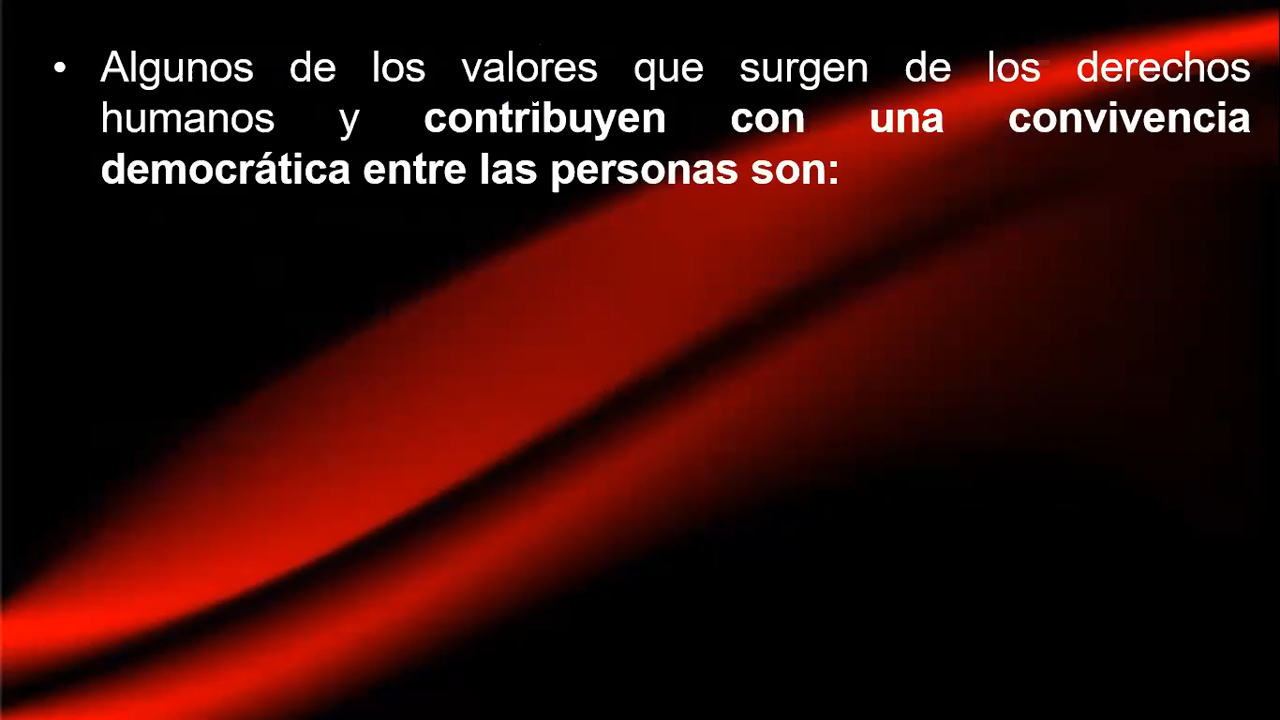 • Algunos de los valores que surgen de los derechos
humanos y contribuyen con una convivencia
democrática entre las personas son: